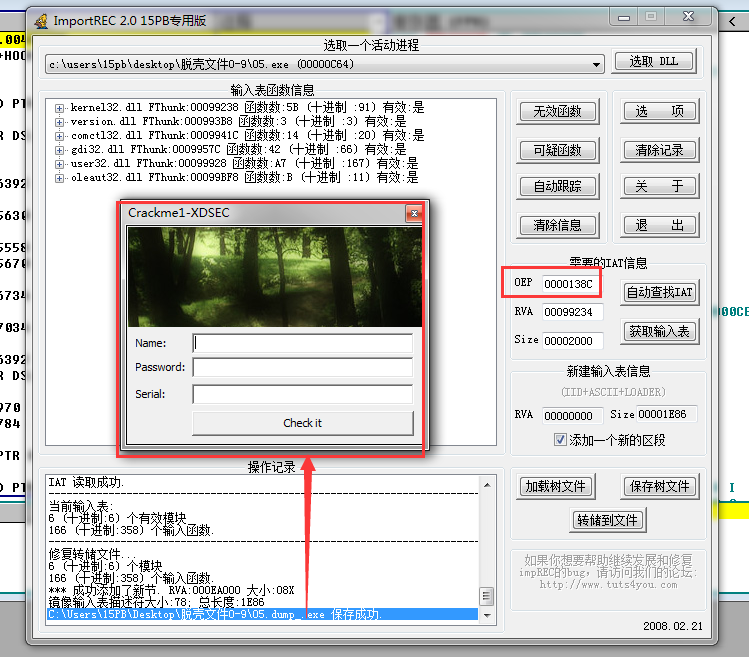 ImportREC 2.0 15PB专用版
选取一个活动进程
c:\users\15pb\desktop\脱壳文件0-9\05.exe (00000C64)
选取 DLL
输入表函数信息
kernel32.dll FThunk:00099238 函数数:5B (十进制 :91) 有效:是
version.dll FThunk:000993B8 函数数:3 (十进制 :3) 有效:是
comctl32.dll FThunk:0009941C 函数数:14 (十进制 :20) 有效:是
gdi32.dll FThunk:0009957C 函数数:42 (十进制 :66) 有效:是
user32.dll FThunk:00099928 函数数:A7 (十进制 :167) 有效:是
oleaut32.dll FThunk:00099BF8 函数数:B (十进制 :11) 有效:是
无效函数
选 项
可疑函数
清除记录
自动跟踪
关 于
清除信息
退 出
Crackme1-XDSEC
Name:
Password:
Serial:
Check it
需要的IAT信息
OEP 0000138C
自动查找IAT
RVA 00099234
Size 00002000
获取输入表
新建输入表信息
(IID+ASCII+LOADER)
RVA 00000000 Size 00001E86
添加一个新的区段
加载树文件
保存树文件
转储到文件
操作记录
IAT 读取成功.
当前输入表:
6 (十进制:6) 个有效模块
166 (十进制:358) 个输入函数.
修复转储文件...
6 (十进制:6) 个模块
166 (十进制:358) 个输入函数.
*** 成功添加了新节. RVA:000EA000 大小:08X
镜像输入表描述符大小:78; 总长度:1E86
C:\Users\15PB\Desktop\脱壳文件0-9\05.dump_.exe 保存成功.
如果你想要帮助继续发展和修复
impREC的bug, 请访问我们的论坛:
http://www.tuts4you.com
2008.02.21
.004
+HOO
6392
5630
5558
5670
6734
7034
6392
970
784
PTR
00CE